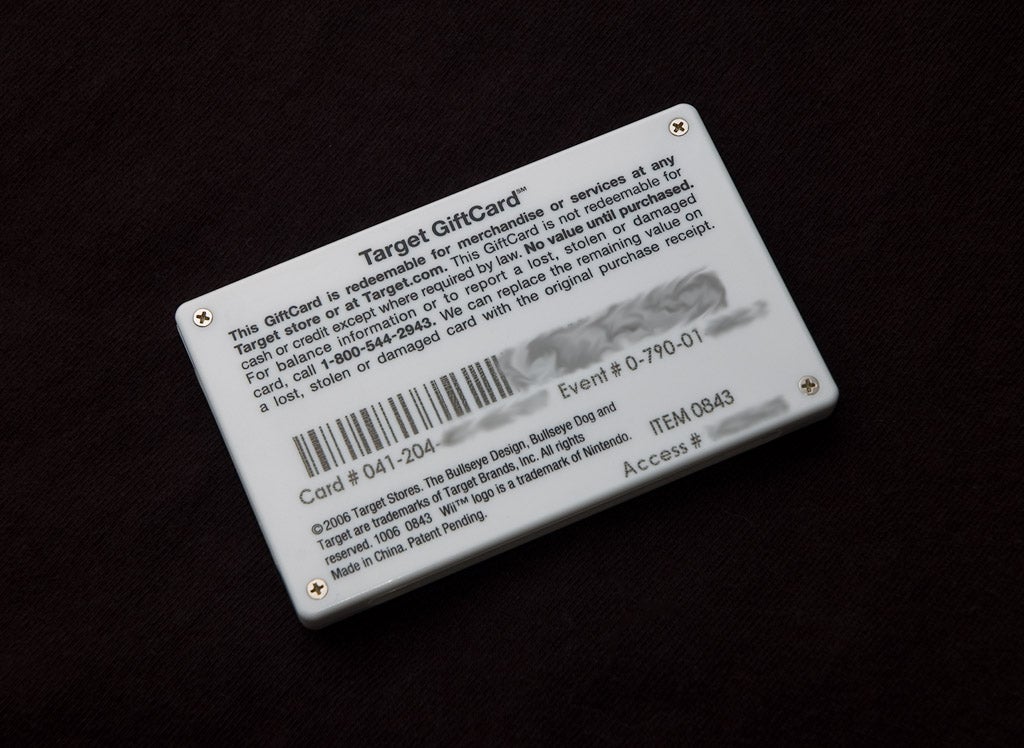 Target GiftCard℠
This GiftCard is redeemable for merchandise or services at any
Target store or at Target.com. This GiftCard is not redeemable for
cash or credit except where required by law. No value until purchased.
For balance information or to report a lost, stolen or damaged
card, call 1-800-544-2943. We can replace the remaining value on
a lost, stolen or damaged card with the original purchase receipt.
Card # 041-204- Event # 0-790-01
©2006 Target Stores. The Bullseye Design, Bullseye Dog and
Target are trademarks of Target Brands, Inc. All rights
reserved. 1006 0843 Wii™ logo is a trademark of Nintendo.
Made in China. Patent Pending.
ITEM 0843
Access #